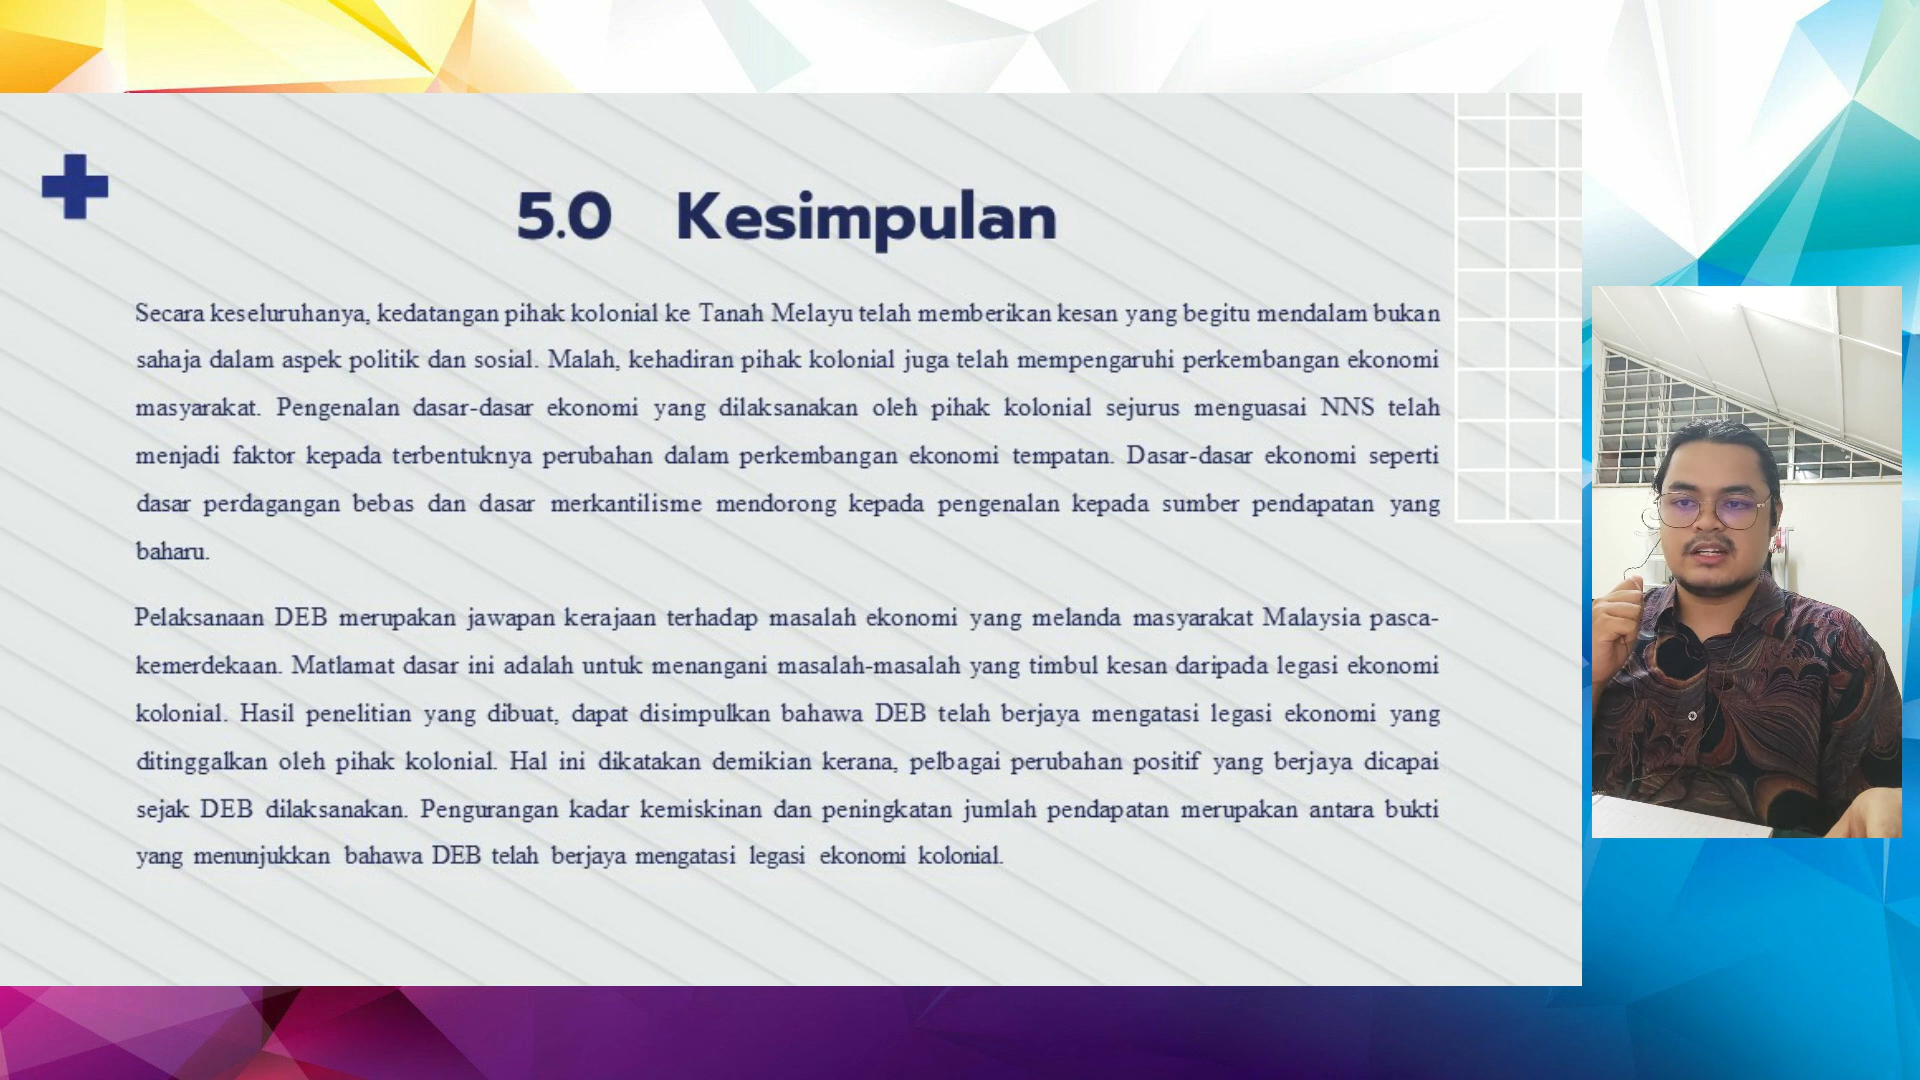 5.0 Kesimpulan
Secara keseluruhanya, kedatangan pihak kolonial ke Tanah Melayu telah memberikan kesan yang begitu mendalam bukan
sahaja dalam aspek politik dan sosial. Malah, kehadiran pihak kolonial juga telah mempengaruhi perkembangan ekonomi
masyarakat. Pengenalan dasar-dasar ekonomi yang dilaksanakan oleh pihak kolonial sejurus menguasai NNS telah
menjadi faktor kepada terbentuknya perubahan dalam perkembangan ekonomi tempatan. Dasar-dasar ekonomi seperti
dasar perdagangan bebas dan dasar merkantilisme mendorong kepada pengenalan kepada sumber pendapatan yang
baharu.
Pelaksanaan DEB merupakan jawapan kerajaan terhadap masalah ekonomi yang melanda masyarakat Malaysia pasca-
kemerdekaan. Matlamat dasar ini adalah untuk menangani masalah-masalah yang timbul kesan daripada legasi ekonomi
kolonial. Hasil penelitian yang dibuat, dapat disimpulkan bahawa DEB telah berjaya mengatasi legasi ekonomi yang
ditinggalkan oleh pihak kolonial. Hal ini dikatakan demikian kerana, pelbagai perubahan positif yang berjaya dicapai
sejak DEB dilaksanakan. Pengurangan kadar kemiskinan dan peningkatan jumlah pendapatan merupakan antara bukti
yang menunjukkan bahawa DEB telah berjaya mengatasi legasi ekonomi kolonial.